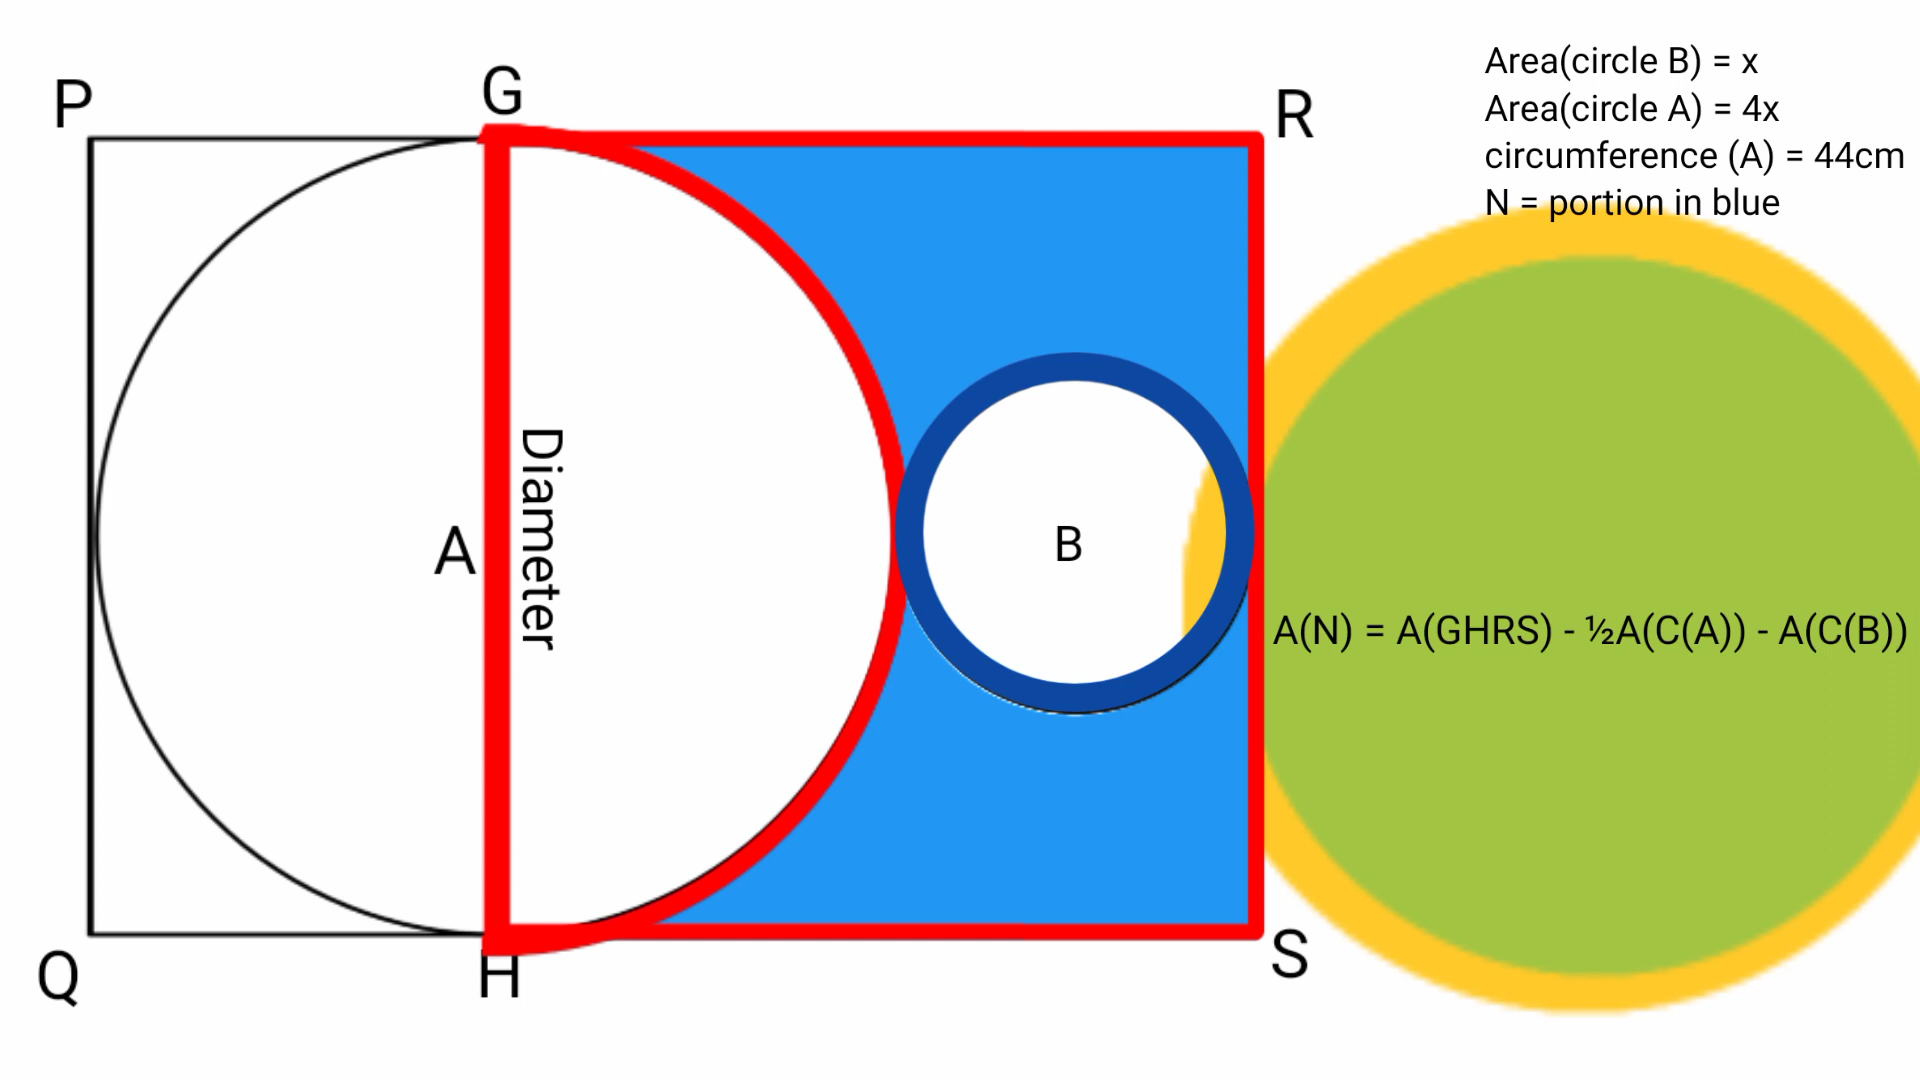 P
G
R
Area(circle B) = x
Area(circle A) = 4x
circumference (A) = 44cm
N = portion in blue
Diameter
A
B
A(N) = A(GHRS) - ½A(C(A)) - A(C(B))
Q
H
S